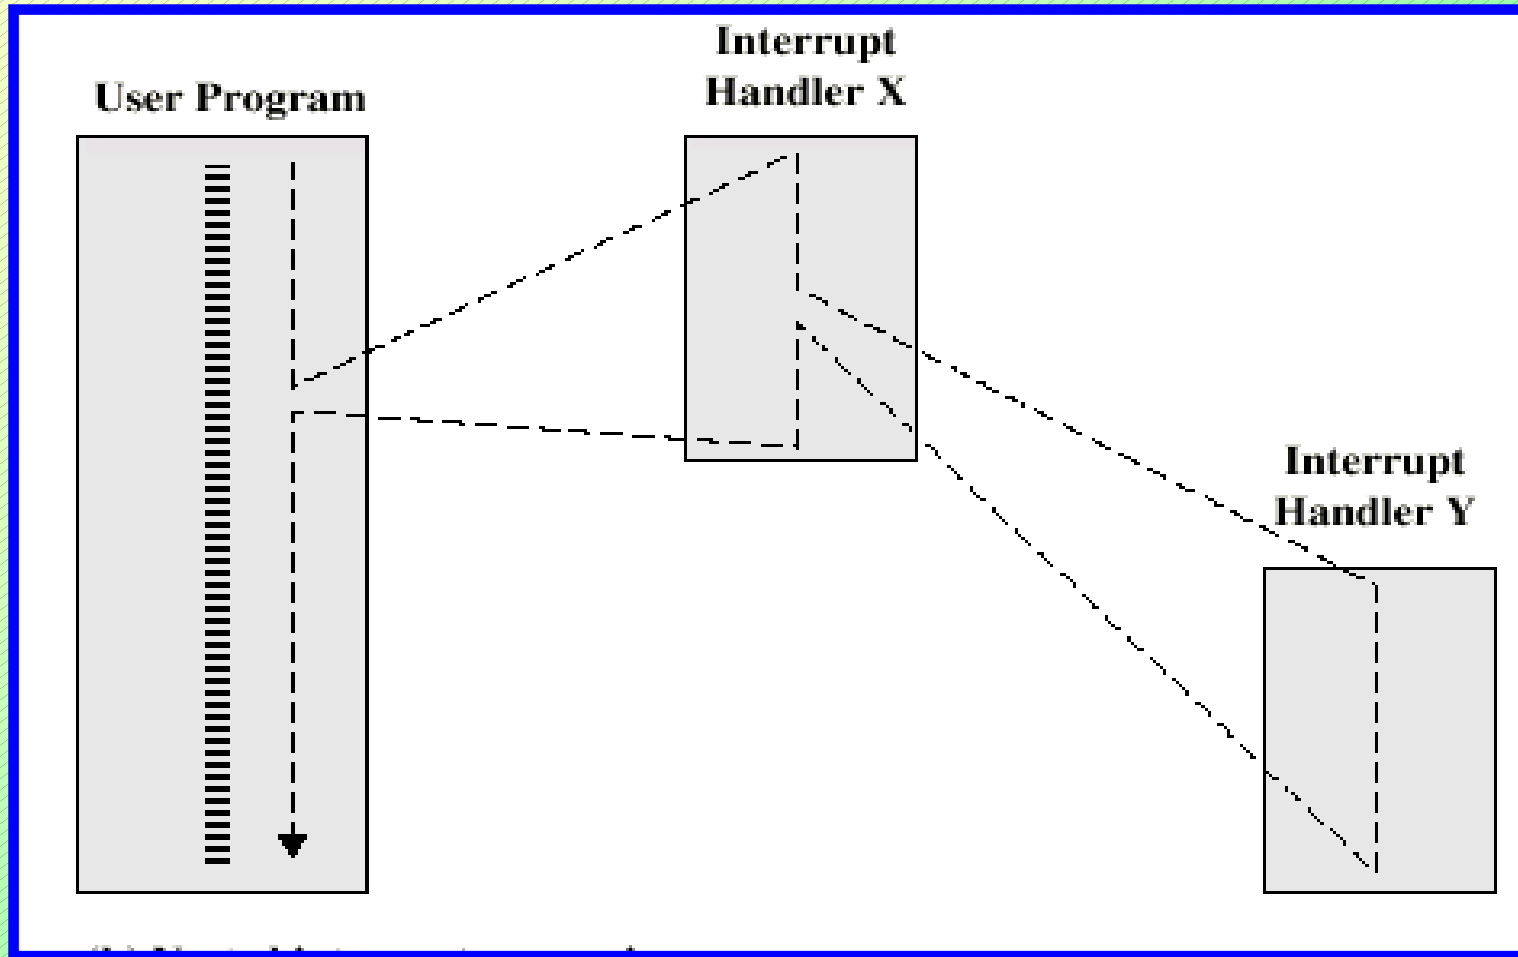 User Program
Interrupt
Handler X
Interrupt
Handler Y